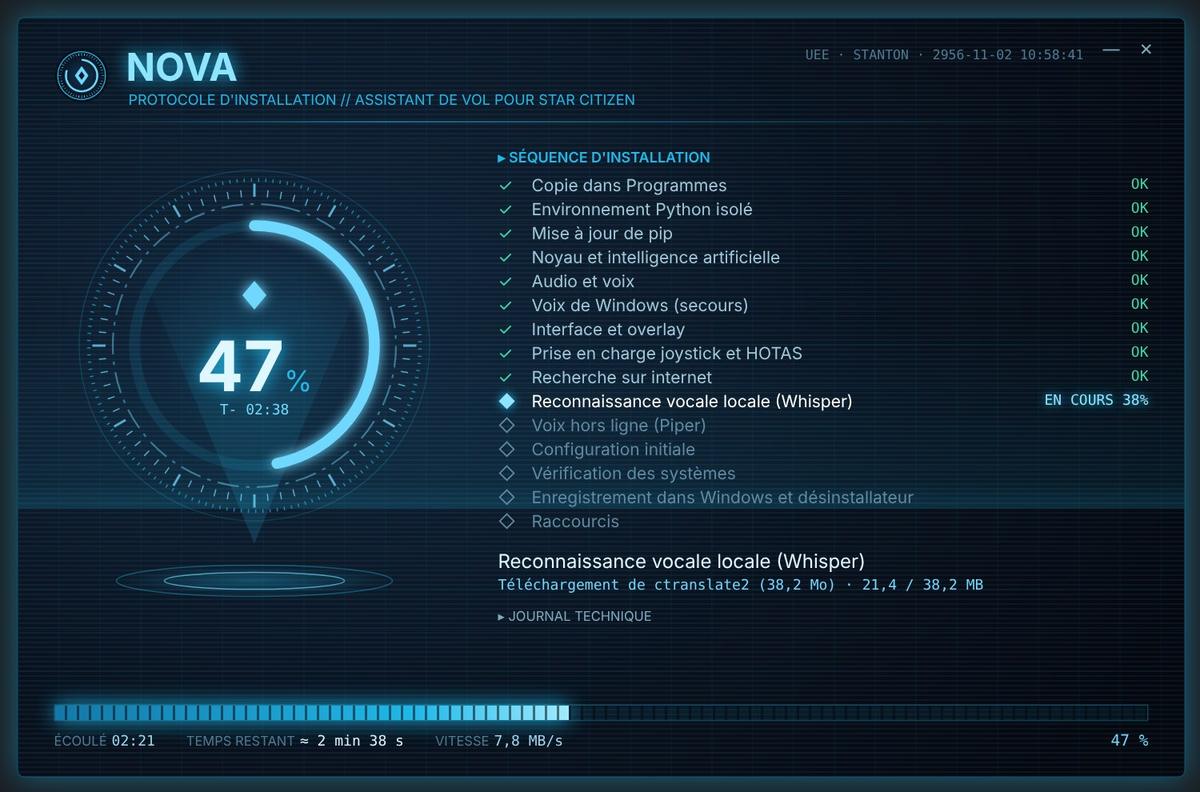 NOVA
PROTOCOLE D'INSTALLATION // ASSISTANT DE VOL POUR STAR CITIZEN
UEE · STANTON · 2956-11-02 10:58:41
47 %
T- 02:38
▸ SÉQUENCE D'INSTALLATION
Copie dans Programmes OK
Environnement Python isolé OK
Mise à jour de pip OK
Noyau et intelligence artificielle OK
Audio et voix OK
Voix de Windows (secours) OK
Interface et overlay OK
Prise en charge joystick et HOTAS OK
Recherche sur internet OK
Reconnaissance vocale locale (Whisper) EN COURS 38%
Voix hors ligne (Piper)
Configuration initiale
Vérification des systèmes
Enregistrement dans Windows et désinstallateur
Raccourcis
Reconnaissance vocale locale (Whisper)
Téléchargement de ctranslate2 (38,2 Mo) · 21,4 / 38,2 MB
▸ JOURNAL TECHNIQUE
ÉCOULÉ 02:21 TEMPS RESTANT ≈ 2 min 38 s VITESSE 7,8 MB/s 47 %